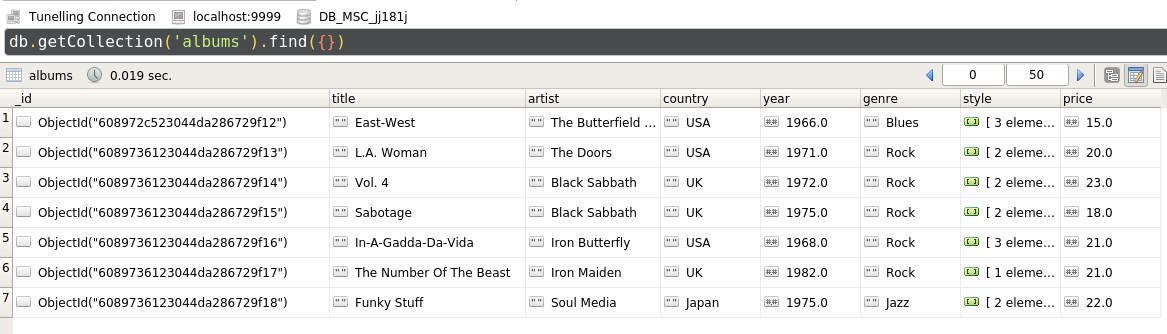 Tunelling Connection localhost:9999 DB_MSC_jj181j
db.getCollection('albums').find({})
albums 0.019 sec. 0 50
_id title artist country year genre style price
1 ObjectId("608972c523044da286729f12") "" East-West "" The Butterfield ... "" USA #.# 1966.0 "" Blues [ 3 eleme... #.# 15.0
2 ObjectId("6089736123044da286729f13") "" L.A. Woman "" The Doors "" USA #.# 1971.0 "" Rock [ 2 eleme... #.# 20.0
3 ObjectId("6089736123044da286729f14") "" Vol. 4 "" Black Sabbath "" UK #.# 1972.0 "" Rock [ 2 eleme... #.# 23.0
4 ObjectId("6089736123044da286729f15") "" Sabotage "" Black Sabbath "" UK #.# 1975.0 "" Rock [ 2 eleme... #.# 18.0
5 ObjectId("6089736123044da286729f16") "" In-A-Gadda-Da-Vida "" Iron Butterfly "" USA #.# 1968.0 "" Rock [ 3 eleme... #.# 21.0
6 ObjectId("6089736123044da286729f17") "" The Number Of The Beast "" Iron Maiden "" UK #.# 1982.0 "" Rock [ 1 eleme... #.# 21.0
7 ObjectId("6089736123044da286729f18") "" Funky Stuff "" Soul Media "" Japan #.# 1975.0 "" Jazz [ 2 eleme... #.# 22.0